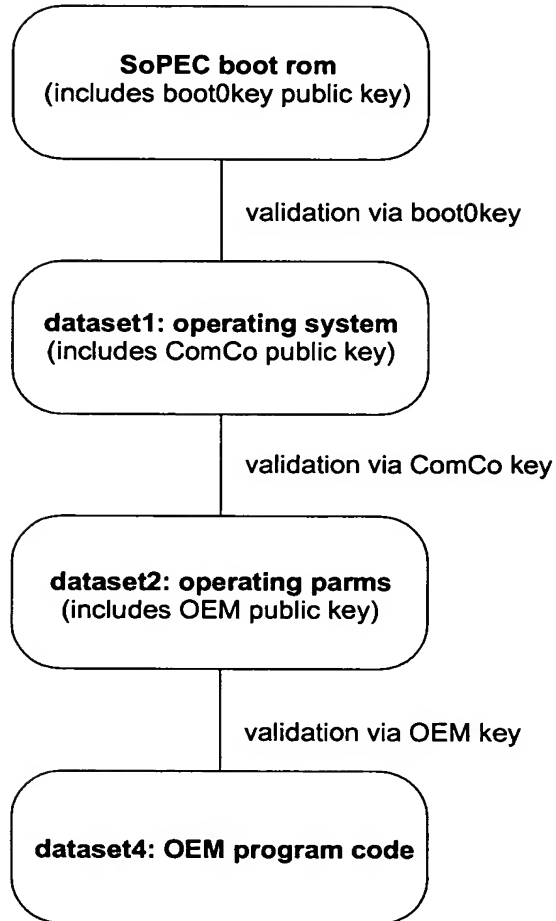 SoPEC boot rom
(includes boot0key public key)
validation via boot0key
dataset1: operating system
(includes ComCo public key)
validation via ComCo key
dataset2: operating parms
(includes OEM public key)
validation via OEM key
dataset4: OEM program code